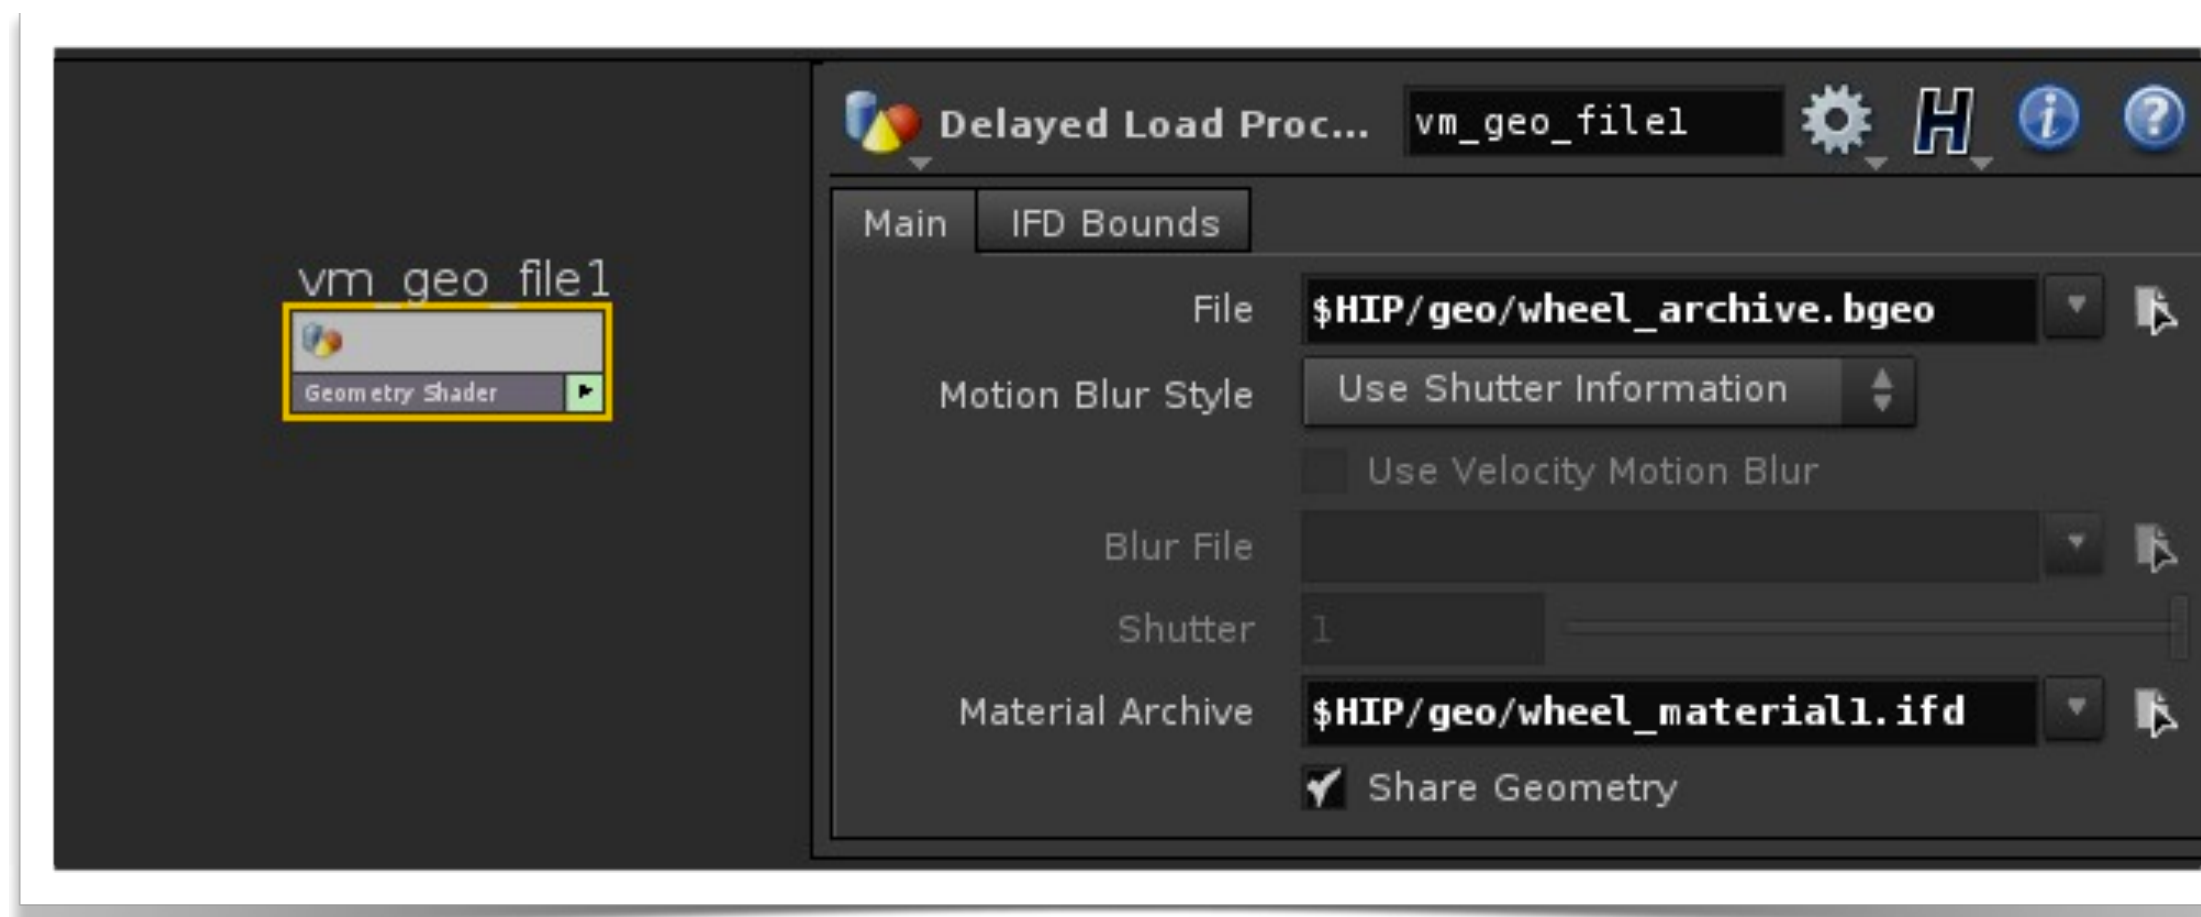 vm_geo_file1
Geometry Shader
Delayed Load Proc... vm_geo_file1
Main IFD Bounds
File $HIP/geo/wheel_archive.bgeo
Motion Blur Style Use Shutter Information
Use Velocity Motion Blur
Blur File
Shutter 1
Material Archive $HIP/geo/wheel_material1.ifd
Share Geometry